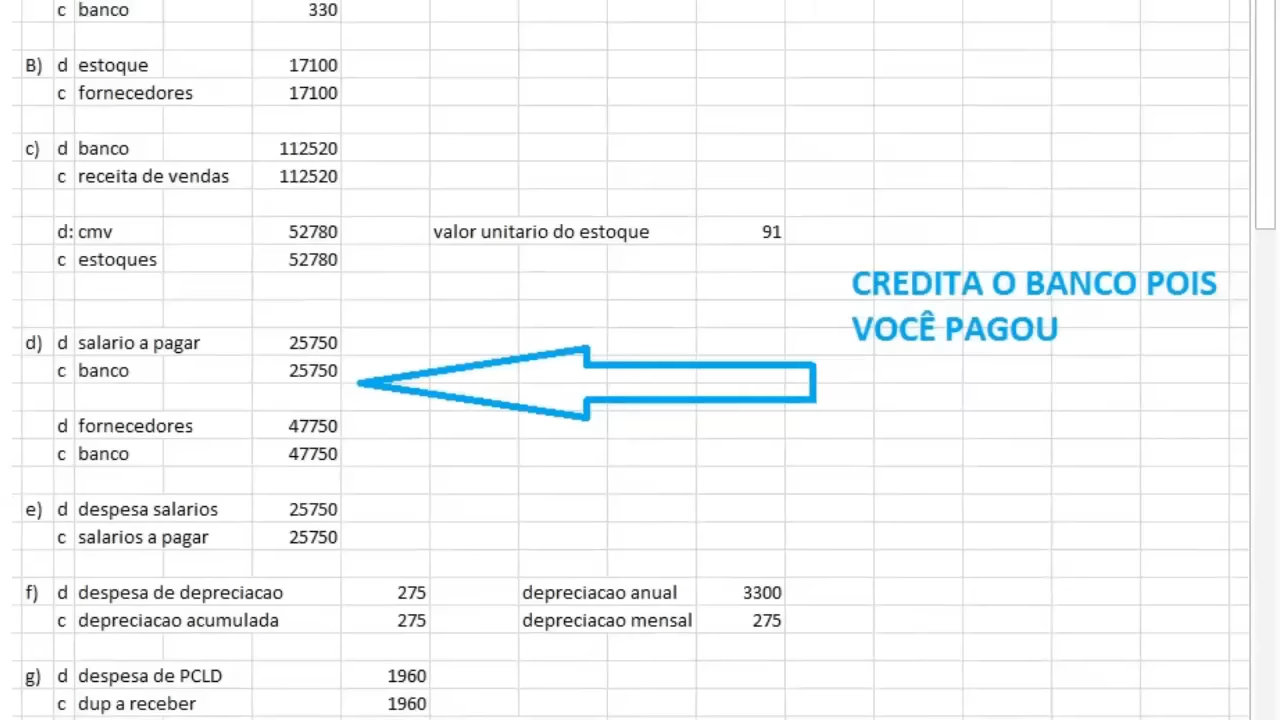 c banco 330
B) d estoque 17100
c fornecedores 17100
c) d banco 112520
c receita de vendas 112520
d: cmv 52780 valor unitario do estoque 91
c estoques 52780
CREDITA O BANCO POIS
VOCÊ PAGOU
d) d salario a pagar 25750
c banco 25750
d fornecedores 47750
c banco 47750
e) d despesa salarios 25750
c salarios a pagar 25750
f) d despesa de depreciacao 275 depreciacao anual 3300
c depreciacao acumulada 275 depreciacao mensal 275
g) d despesa de PCLD 1960
c dup a receber 1960